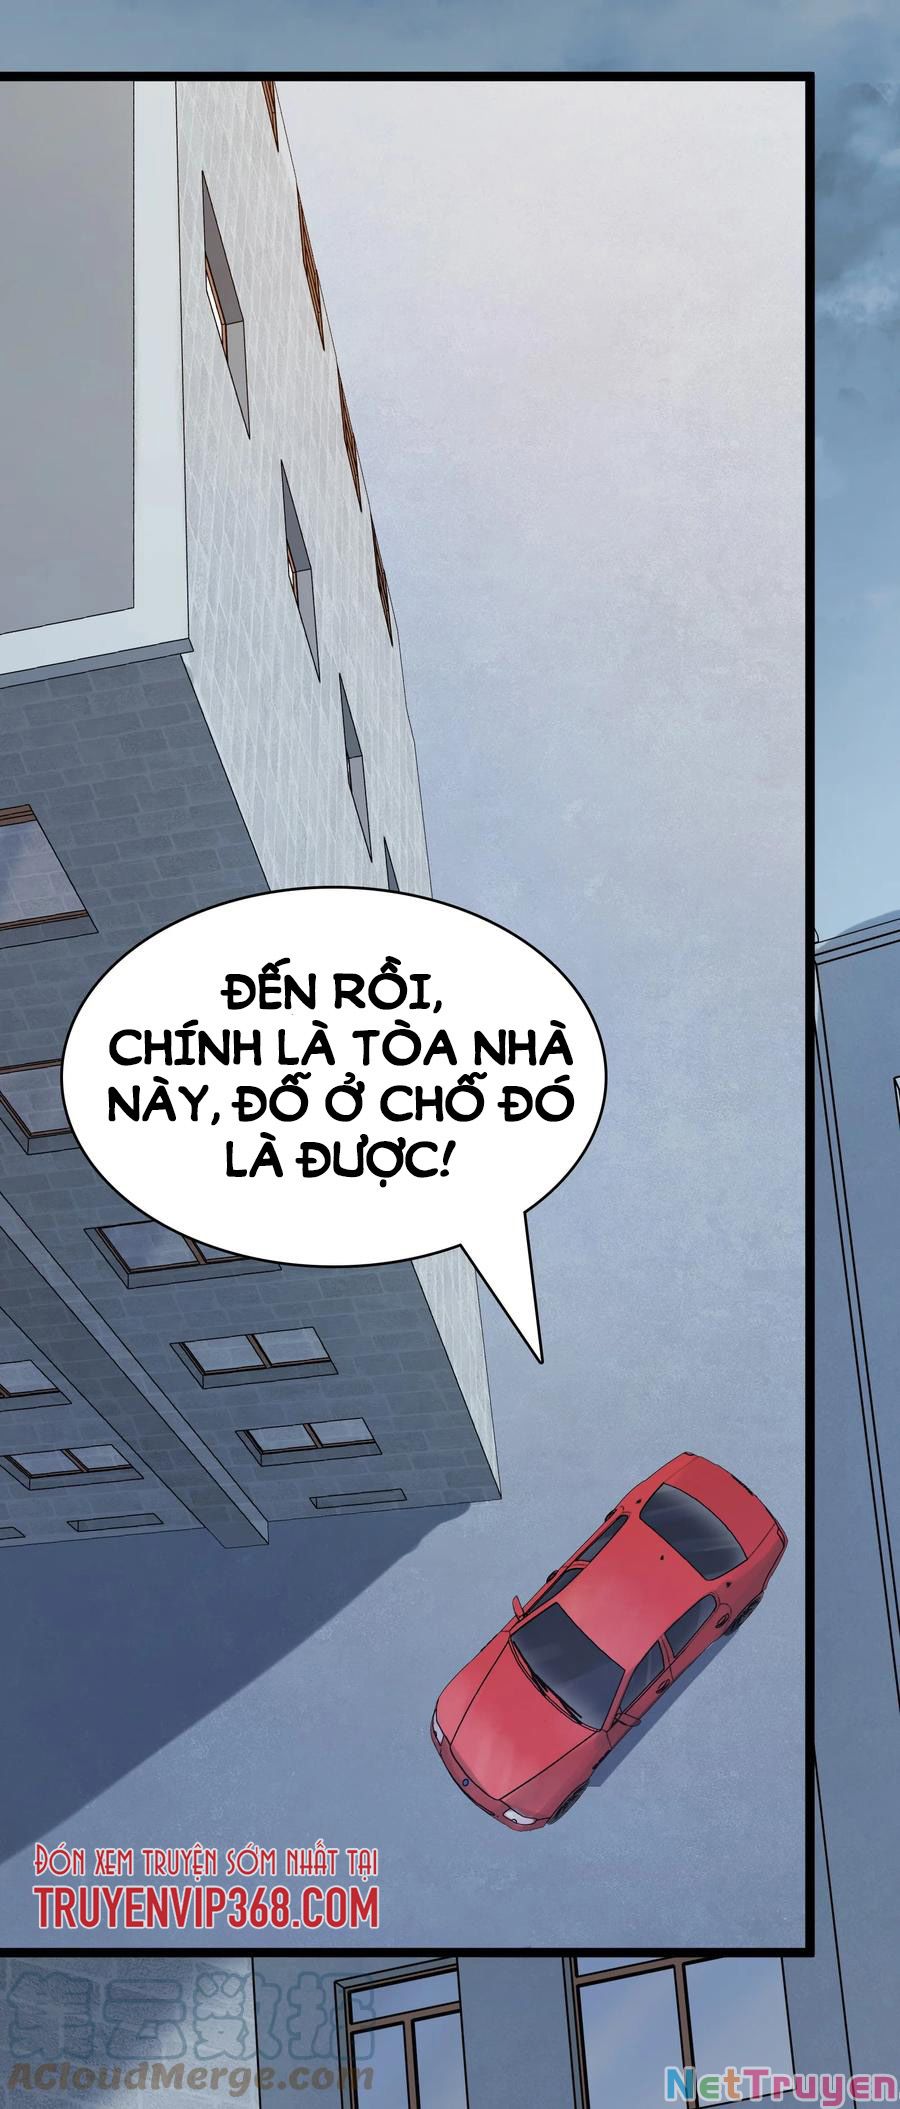 ĐẾN RỒI,
CHÍNH LÀ TÒA NHÀ
NÀY, ĐỖ Ở CHỖ ĐÓ
LÀ ĐƯỢC!
ĐÓN XEM TRUYỆN SỚM NHẤT TẠI
TRUYENVIP368.COM
ACloudMerge.com
NetTruyen